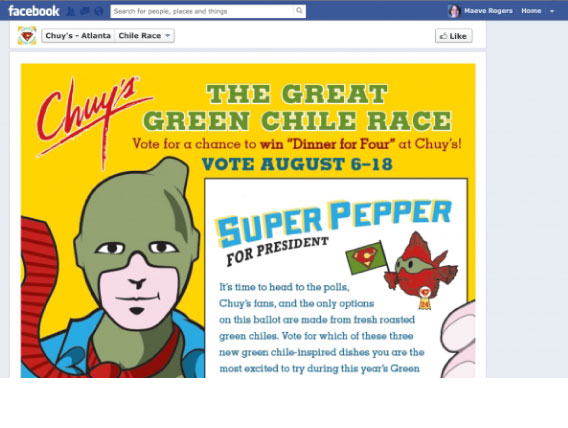 facebook
Search for people, places and things
Maeve Rogers Home
Chuy's - Atlanta Chile Race
Like
Chuy's
THE GREAT
GREEN CHILE RACE
Vote for a chance to win "Dinner for Four" at Chuy's!
VOTE AUGUST 6–18
SUPER PEPPER
FOR PRESIDENT
It's time to head to the polls,
Chuy's fans, and the only options
on this ballot are made from fresh roasted
green chiles. Vote for which of these three
new green chile-inspired dishes you are the
most excited to try during this year's Green